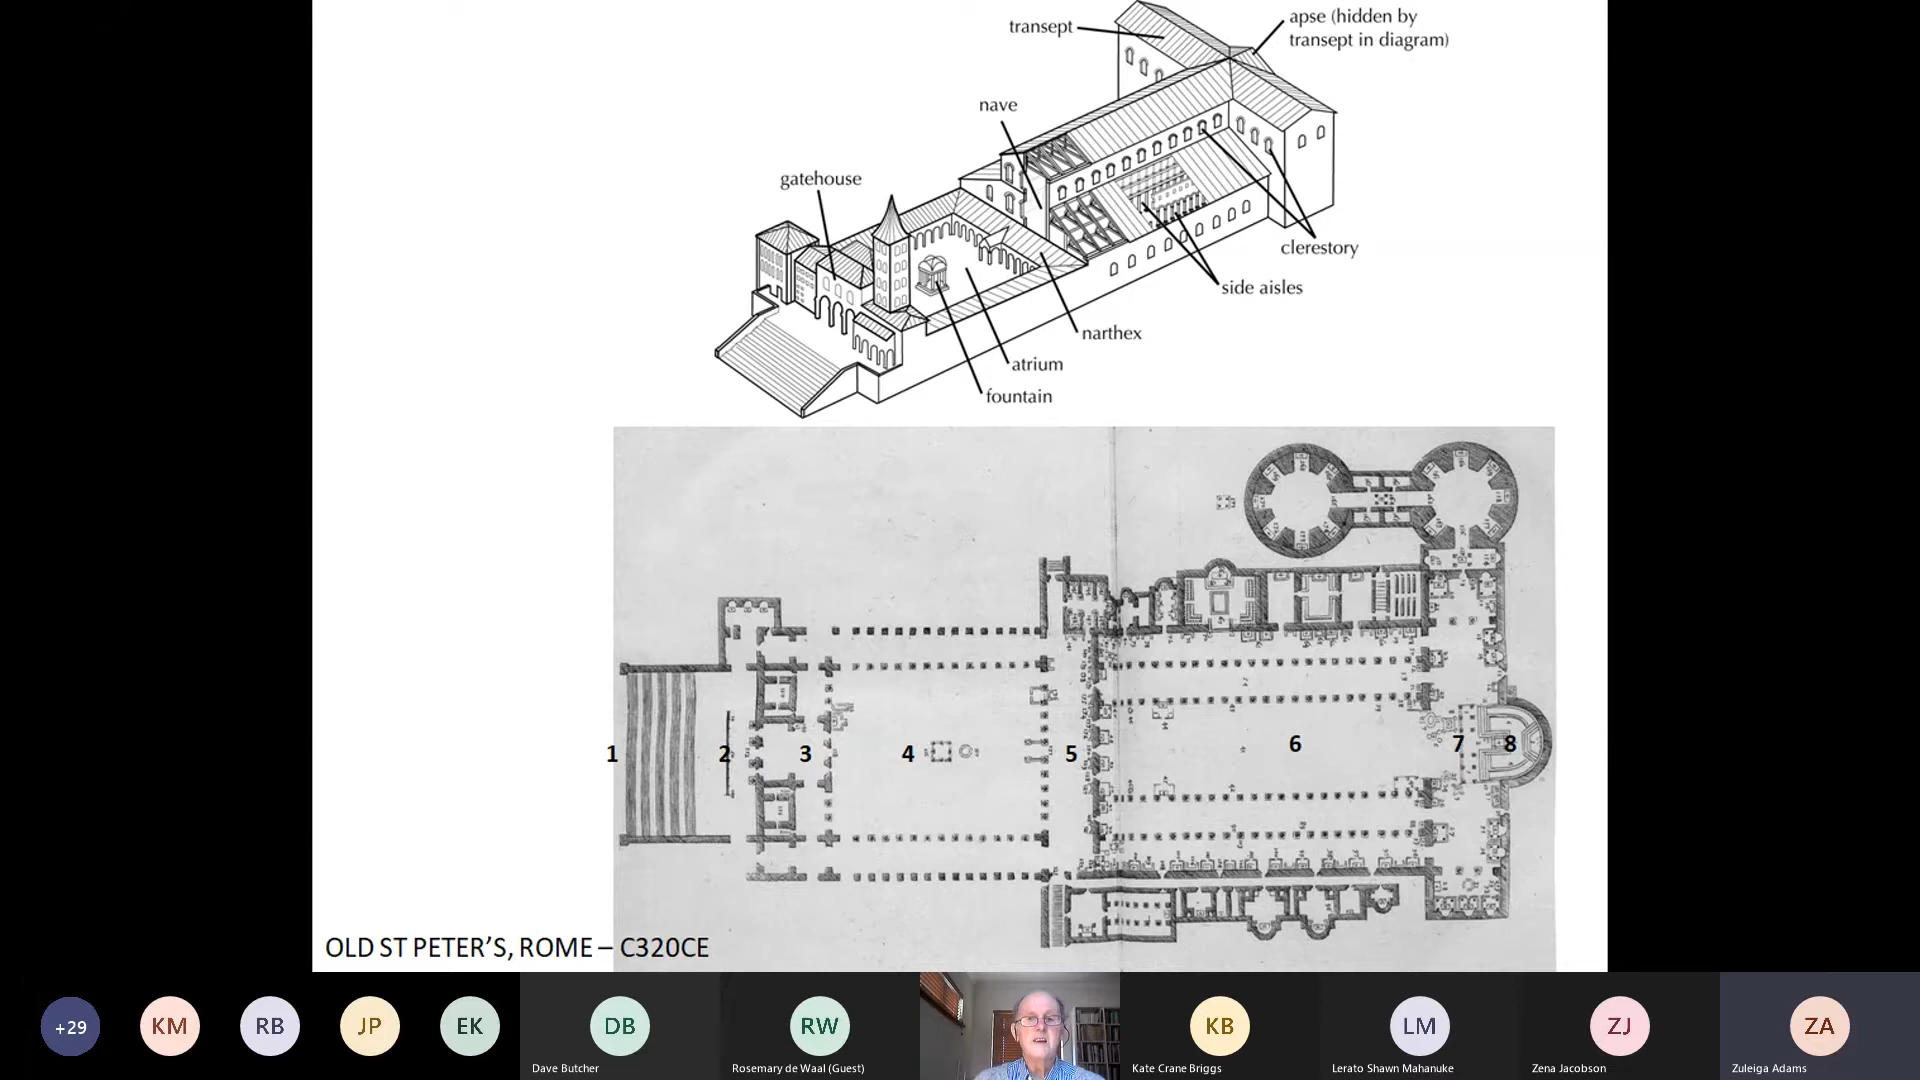 transept
apse (hidden by
transept in diagram)
nave
gatehouse
clerestory
side aisles
narthex
atrium
fountain
1
2
3
4
5
6
7
8
OLD ST PETER’S, ROME – C320CE
+29
KM
RB
JP
EK
DB
Dave Butcher
RW
Rosemary de Waal (Guest)
KB
Kate Crane Briggs
LM
Lerato Shawn Mahanuke
ZJ
Zena Jacobson
ZA
Zuleiga Adams